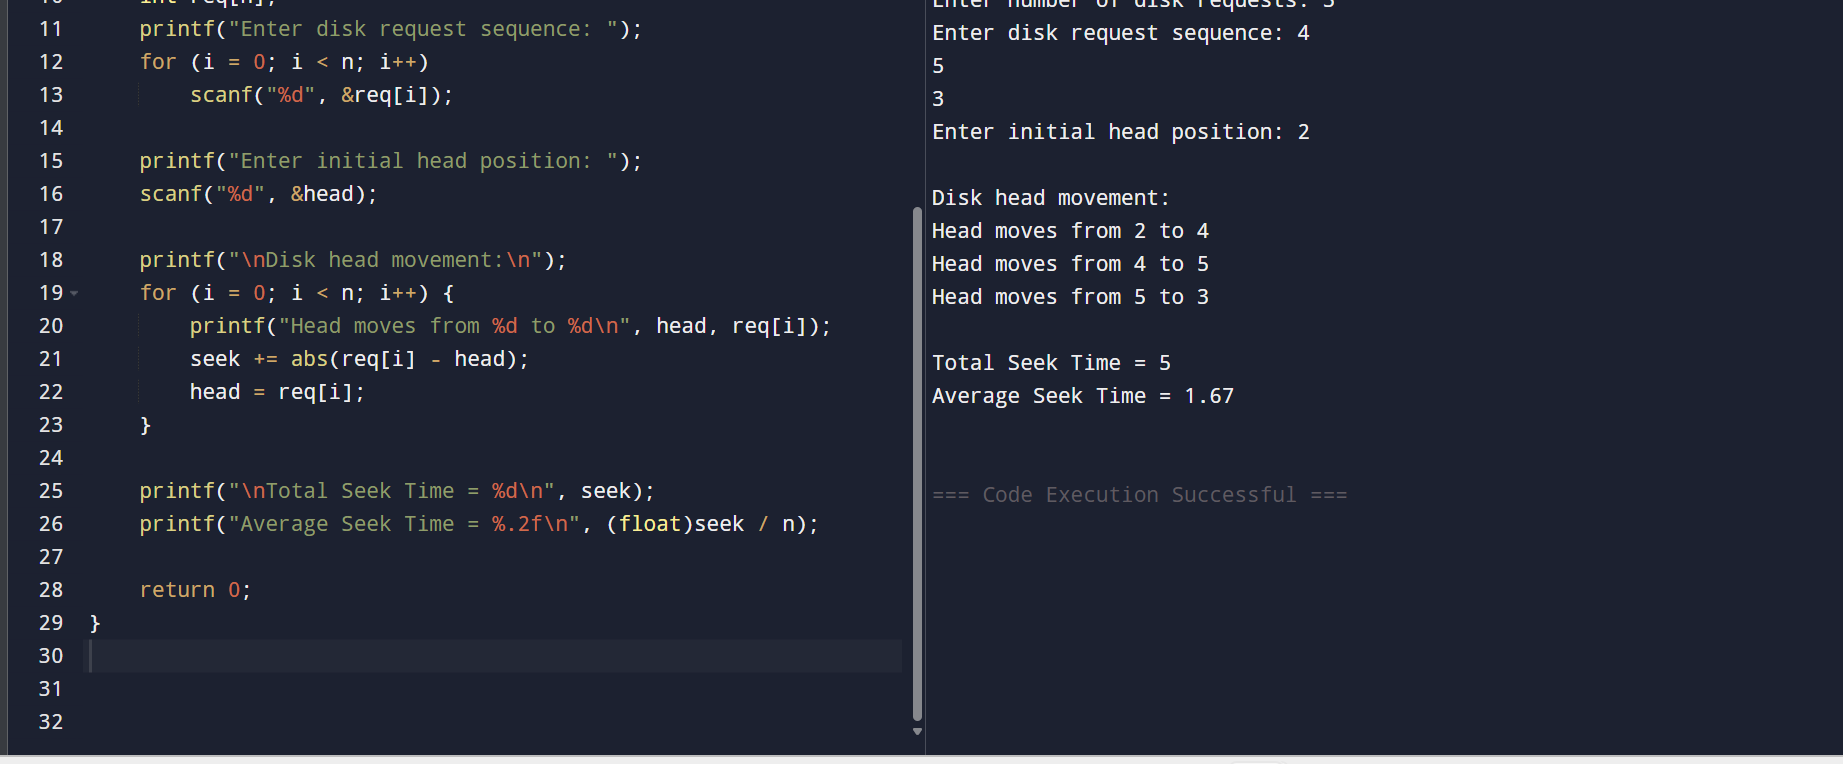 10 int req[n];
11 printf("Enter disk request sequence: ");
12 for (i = 0; i < n; i++)
13 scanf("%d", &req[i]);
14
15 printf("Enter initial head position: ");
16 scanf("%d", &head);
17
18 printf("\nDisk head movement:\n");
19 for (i = 0; i < n; i++) {
20 printf("Head moves from %d to %d\n", head, req[i]);
21 seek += abs(req[i] - head);
22 head = req[i];
23 }
24
25 printf("\nTotal Seek Time = %d\n", seek);
26 printf("Average Seek Time = %.2f\n", (float)seek / n);
27
28 return 0;
29 }
30
31
32
Enter number of disk requests: 3
Enter disk request sequence: 4
5
3
Enter initial head position: 2
Disk head movement:
Head moves from 2 to 4
Head moves from 4 to 5
Head moves from 5 to 3
Total Seek Time = 5
Average Seek Time = 1.67
=== Code Execution Successful ===